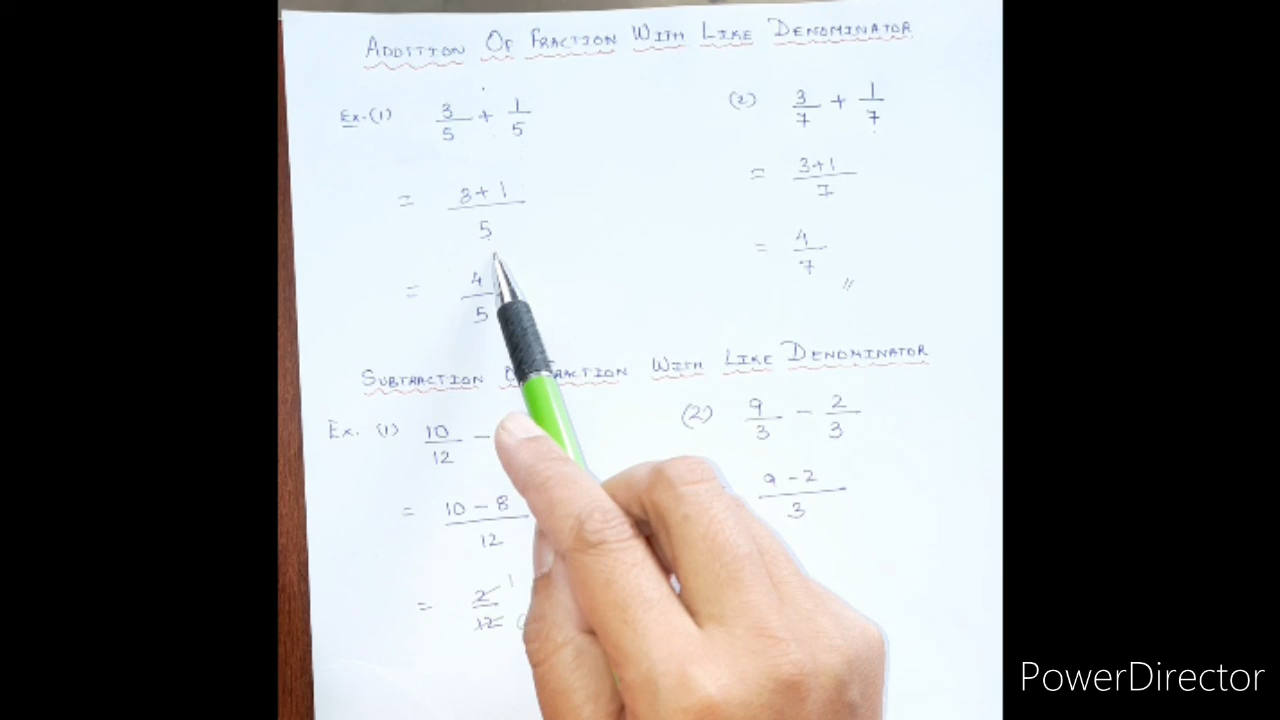 ADDITION OF FRACTION WITH LIKE DENOMINATOR
Ex. (1) 3/5 + 1/5
= 3+1/5
= 4/5
(2) 3/7 + 1/7
= 3+1/7
= 4/7 //
SUBTRACTION FRACTION WITH LIKE DENOMINATOR
Ex. (1) 10/12 -
= 10-8/12
= 2/12 1
(2) 9/3 - 2/3
9-2/3
PowerDirector